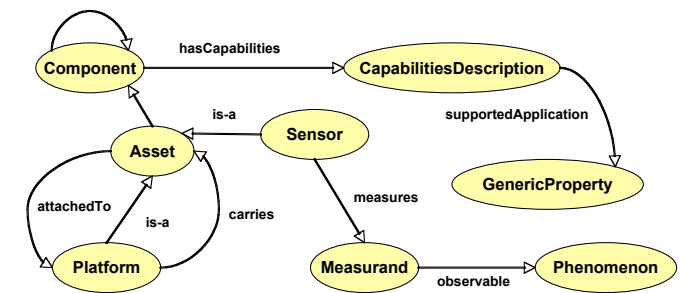 hasCapabilities
Component
CapabilitiesDescription
is-a
supportedApplication
Sensor
Asset
GenericProperty
attachedTo
measures
is-a
carries
Platform
Measurand
observable
Phenomenon